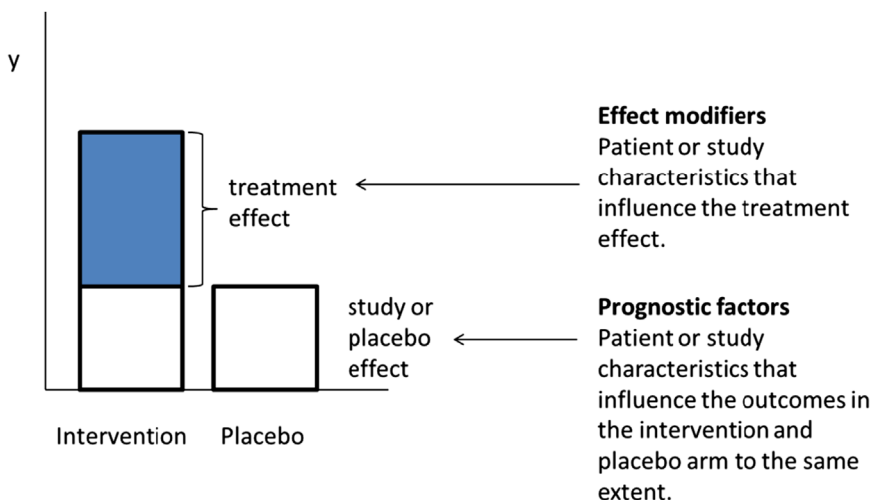 y
treatment
effect
Effect modifiers
Patient or study
characteristics that
influence the treatment
effect.
study or
placebo
effect
Prognostic factors
Patient or study
characteristics that
influence the outcomes in
the intervention and
placebo arm to the same
extent.
Intervention
Placebo